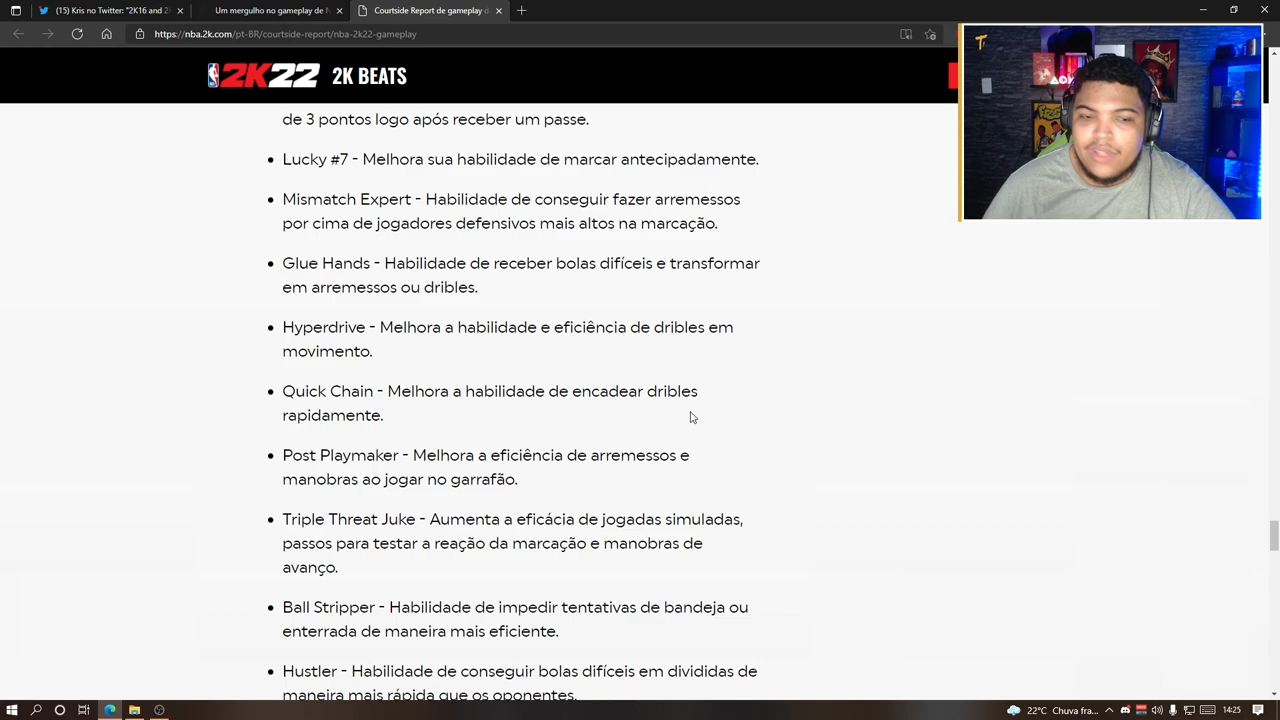 (15) Kris no Twitter: "2K16 and 2K
Um mergulho no gameplay de N
Courtside Report de gameplay d
https://nba.2k.com/pt-BR/courtside-report/nba-2k22-gameplay
2K22 2K BEATS
de 3 pontos logo após receber um passe.
Lucky #7 - Melhora sua habilidade de marcar antecipadamente.
Mismatch Expert - Habilidade de conseguir fazer arremessos
por cima de jogadores defensivos mais altos na marcação.
Glue Hands - Habilidade de receber bolas difíceis e transformar
em arremessos ou dribles.
Hyperdrive - Melhora a habilidade e eficiência de dribles em
movimento.
Quick Chain - Melhora a habilidade de encadear dribles
rapidamente.
Post Playmaker - Melhora a eficiência de arremessos e
manobras ao jogar no garrafão.
Triple Threat Juke - Aumenta a eficácia de jogadas simuladas,
passos para testar a reação da marcação e manobras de
avanço.
Ball Stripper - Habilidade de impedir tentativas de bandeja ou
enterrada de maneira mais eficiente.
Hustler - Habilidade de conseguir bolas difíceis em divididas de
maneira mais rápida que os oponentes.
22°C Chuva fra... 14:25